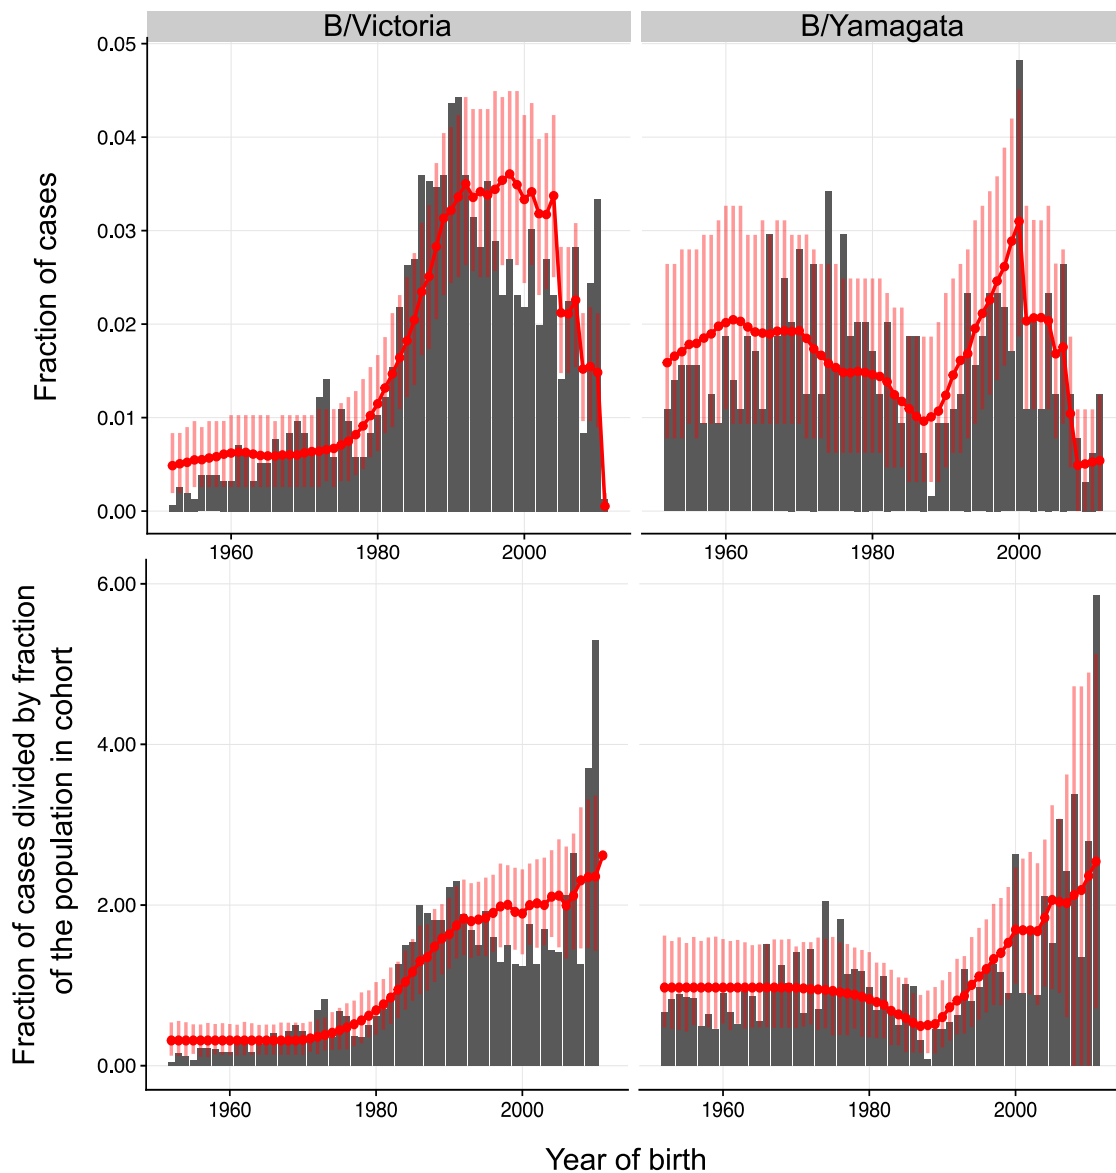 B/Victoria B/Yamagata
Fraction of cases
0.05
0.04
0.03
0.02
0.01
0.00
1960 1980 2000 1960 1980 2000
Fraction of cases divided by fraction
of the population in cohort
6.00
4.00
2.00
0.00
1960 1980 2000 1960 1980 2000
Year of birth